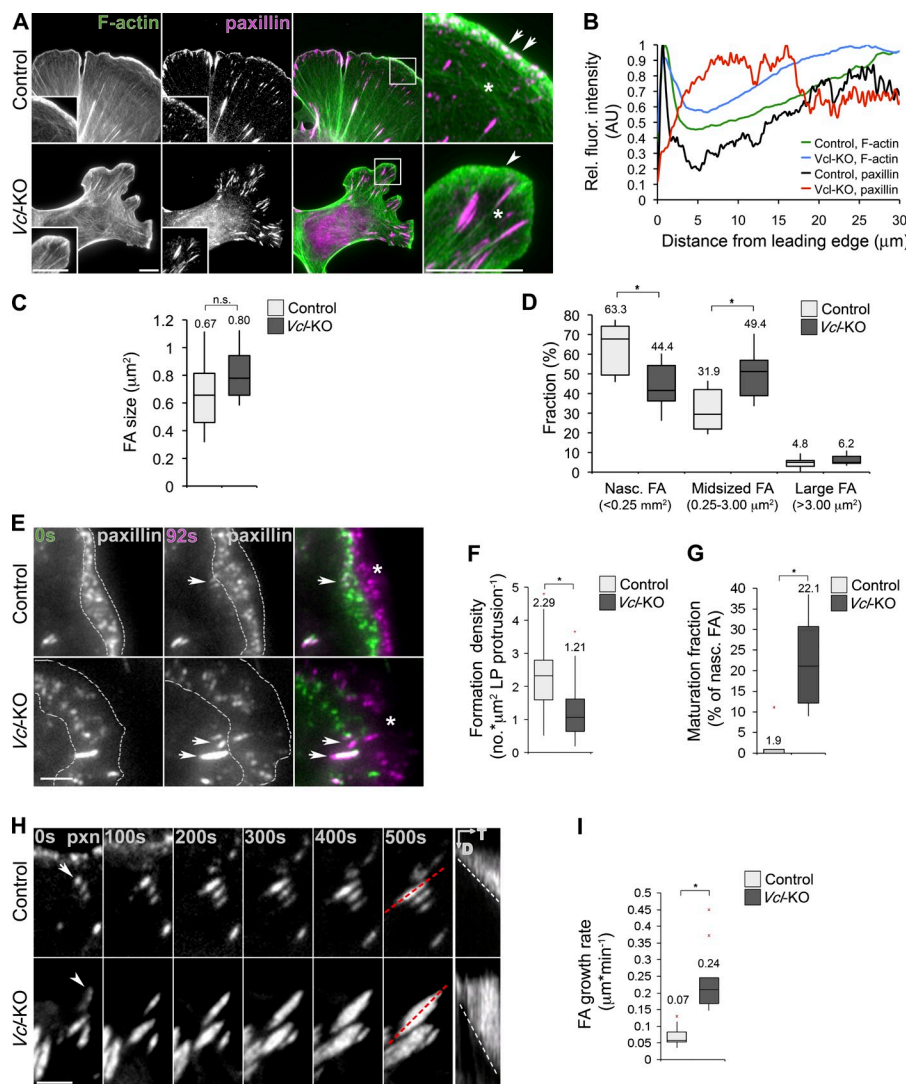 A
F-actin
paxillin
Control
Vcl-KO
B
Rel. fluor. intensity
(AU)
1
0.9
0.8
0.7
0.6
0.5
0.4
0.3
0.2
0.1
0
Control, F-actin
Vcl-KO, F-actin
Control, paxillin
Vcl-KO, paxillin
0 5 10 15 20 25 30
Distance from leading edge (μm)
C
n.s.
Control
Vcl-KO
0.67 0.80
FA size (μm²)
1.2
1
0.8
0.6
0.4
0.2
0
D
* *
Control
Vcl-KO
63.3 44.4 31.9 49.4 4.8 6.2
Fraction (%)
80
70
60
50
40
30
20
10
0
Nasc. FA Midsized FA Large FA
(<0.25 mm²) (0.25-3.00 μm²) (>3.00 μm²)
E
0s paxillin 92s paxillin
Control
*
Vcl-KO
*
F
*
Control
Vcl-KO
2.29 1.21
Formation density
(no.*μm² LP protrusion⁻¹)
5
4
3
2
1
0
G
*
Control
Vcl-KO
1.9 22.1
Maturation fraction
(% of nasc. FA)
45
40
35
30
25
20
15
10
5
0
H
0s pxn 100s 200s 300s 400s 500s T
D
Control
Vcl-KO
I
*
Control
Vcl-KO
0.07 0.24
FA growth rate
(μm*min⁻¹)
0.5
0.45
0.4
0.35
0.3
0.25
0.2
0.15
0.1
0.05
0